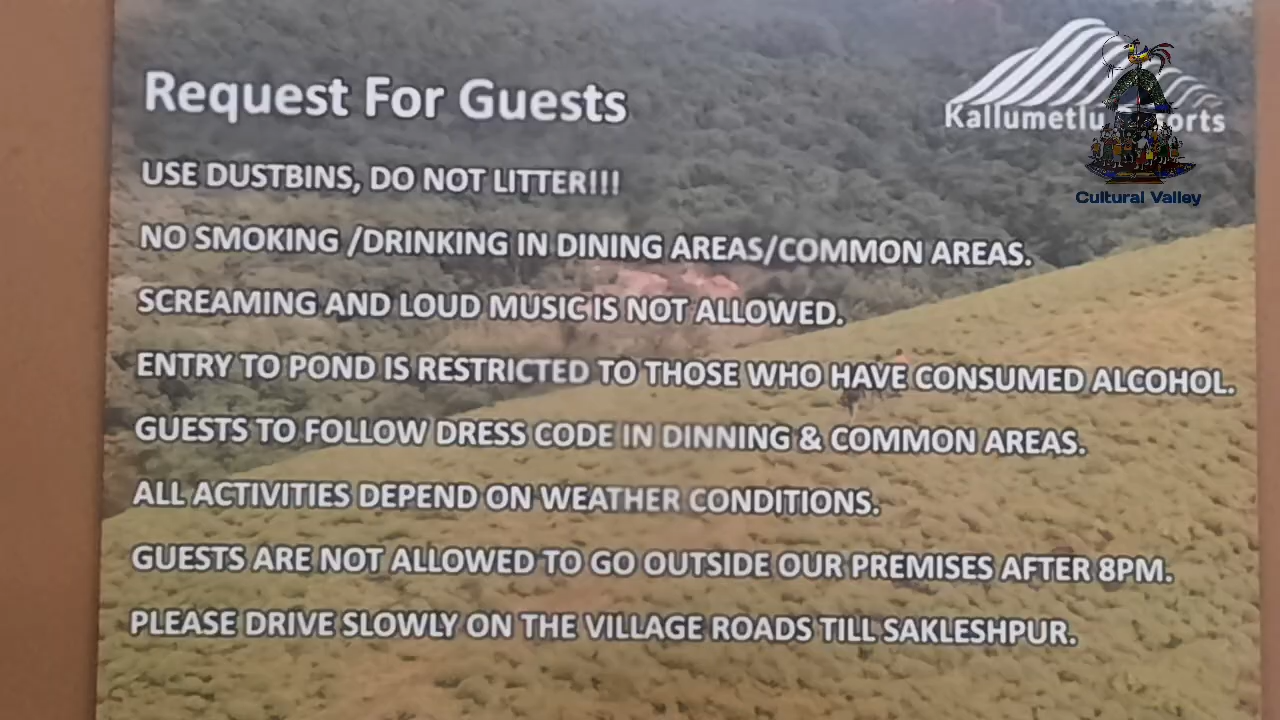 Request For Guests
Kallumetlu
Cultural Valley
USE DUSTBINS, DO NOT LITTER!!!
NO SMOKING /DRINKING IN DINING AREAS/COMMON AREAS.
SCREAMING AND LOUD MUSIC IS NOT ALLOWED.
ENTRY TO POND IS RESTRICTED TO THOSE WHO HAVE CONSUMED ALCOHOL.
GUESTS TO FOLLOW DRESS CODE IN DINNING & COMMON AREAS.
ALL ACTIVITIES DEPEND ON WEATHER CONDITIONS.
GUESTS ARE NOT ALLOWED TO GO OUTSIDE OUR PREMISES AFTER 8PM.
PLEASE DRIVE SLOWLY ON THE VILLAGE ROADS TILL SAKLESHPUR.